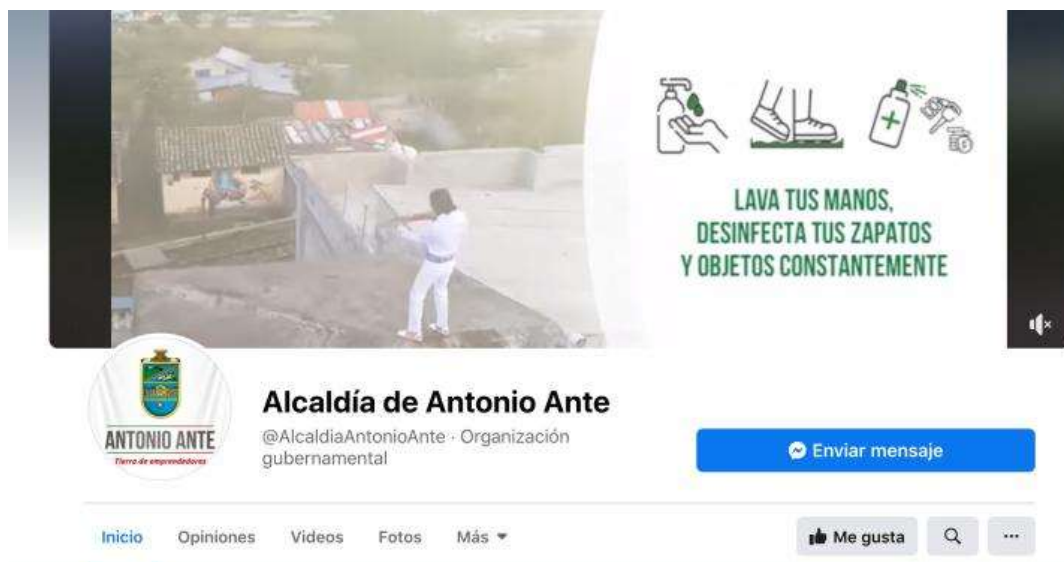 LAVA TUS MANOS,
DESINFECTA TUS ZAPATOS
Y OBJETOS CONSTANTEMENTE
ANTONIO ANTE
Tierra de emprendedores
Alcaldía de Antonio Ante
@AlcaldiaAntonioAnte · Organización
gubernamental
Enviar mensaje
Inicio Opiniones Videos Fotos Más
Me gusta